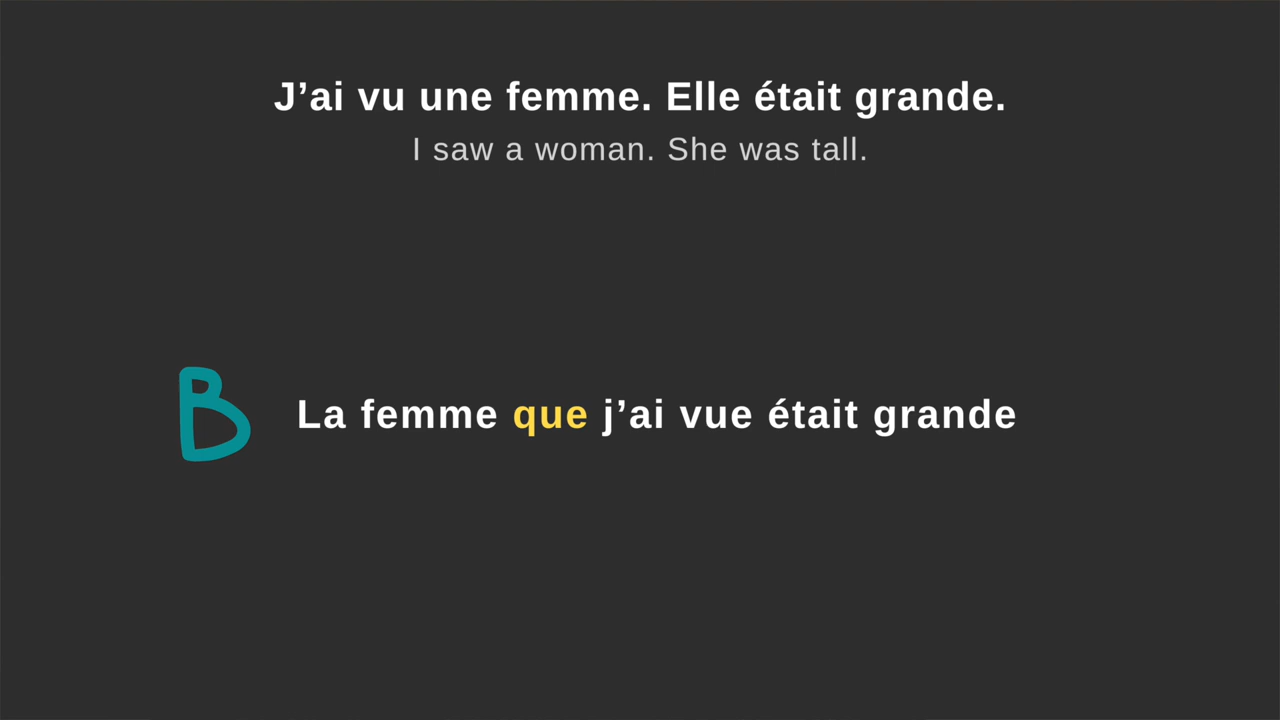 J’ai vu une femme. Elle était grande.
I saw a woman. She was tall.
B La femme que j’ai vue était grande